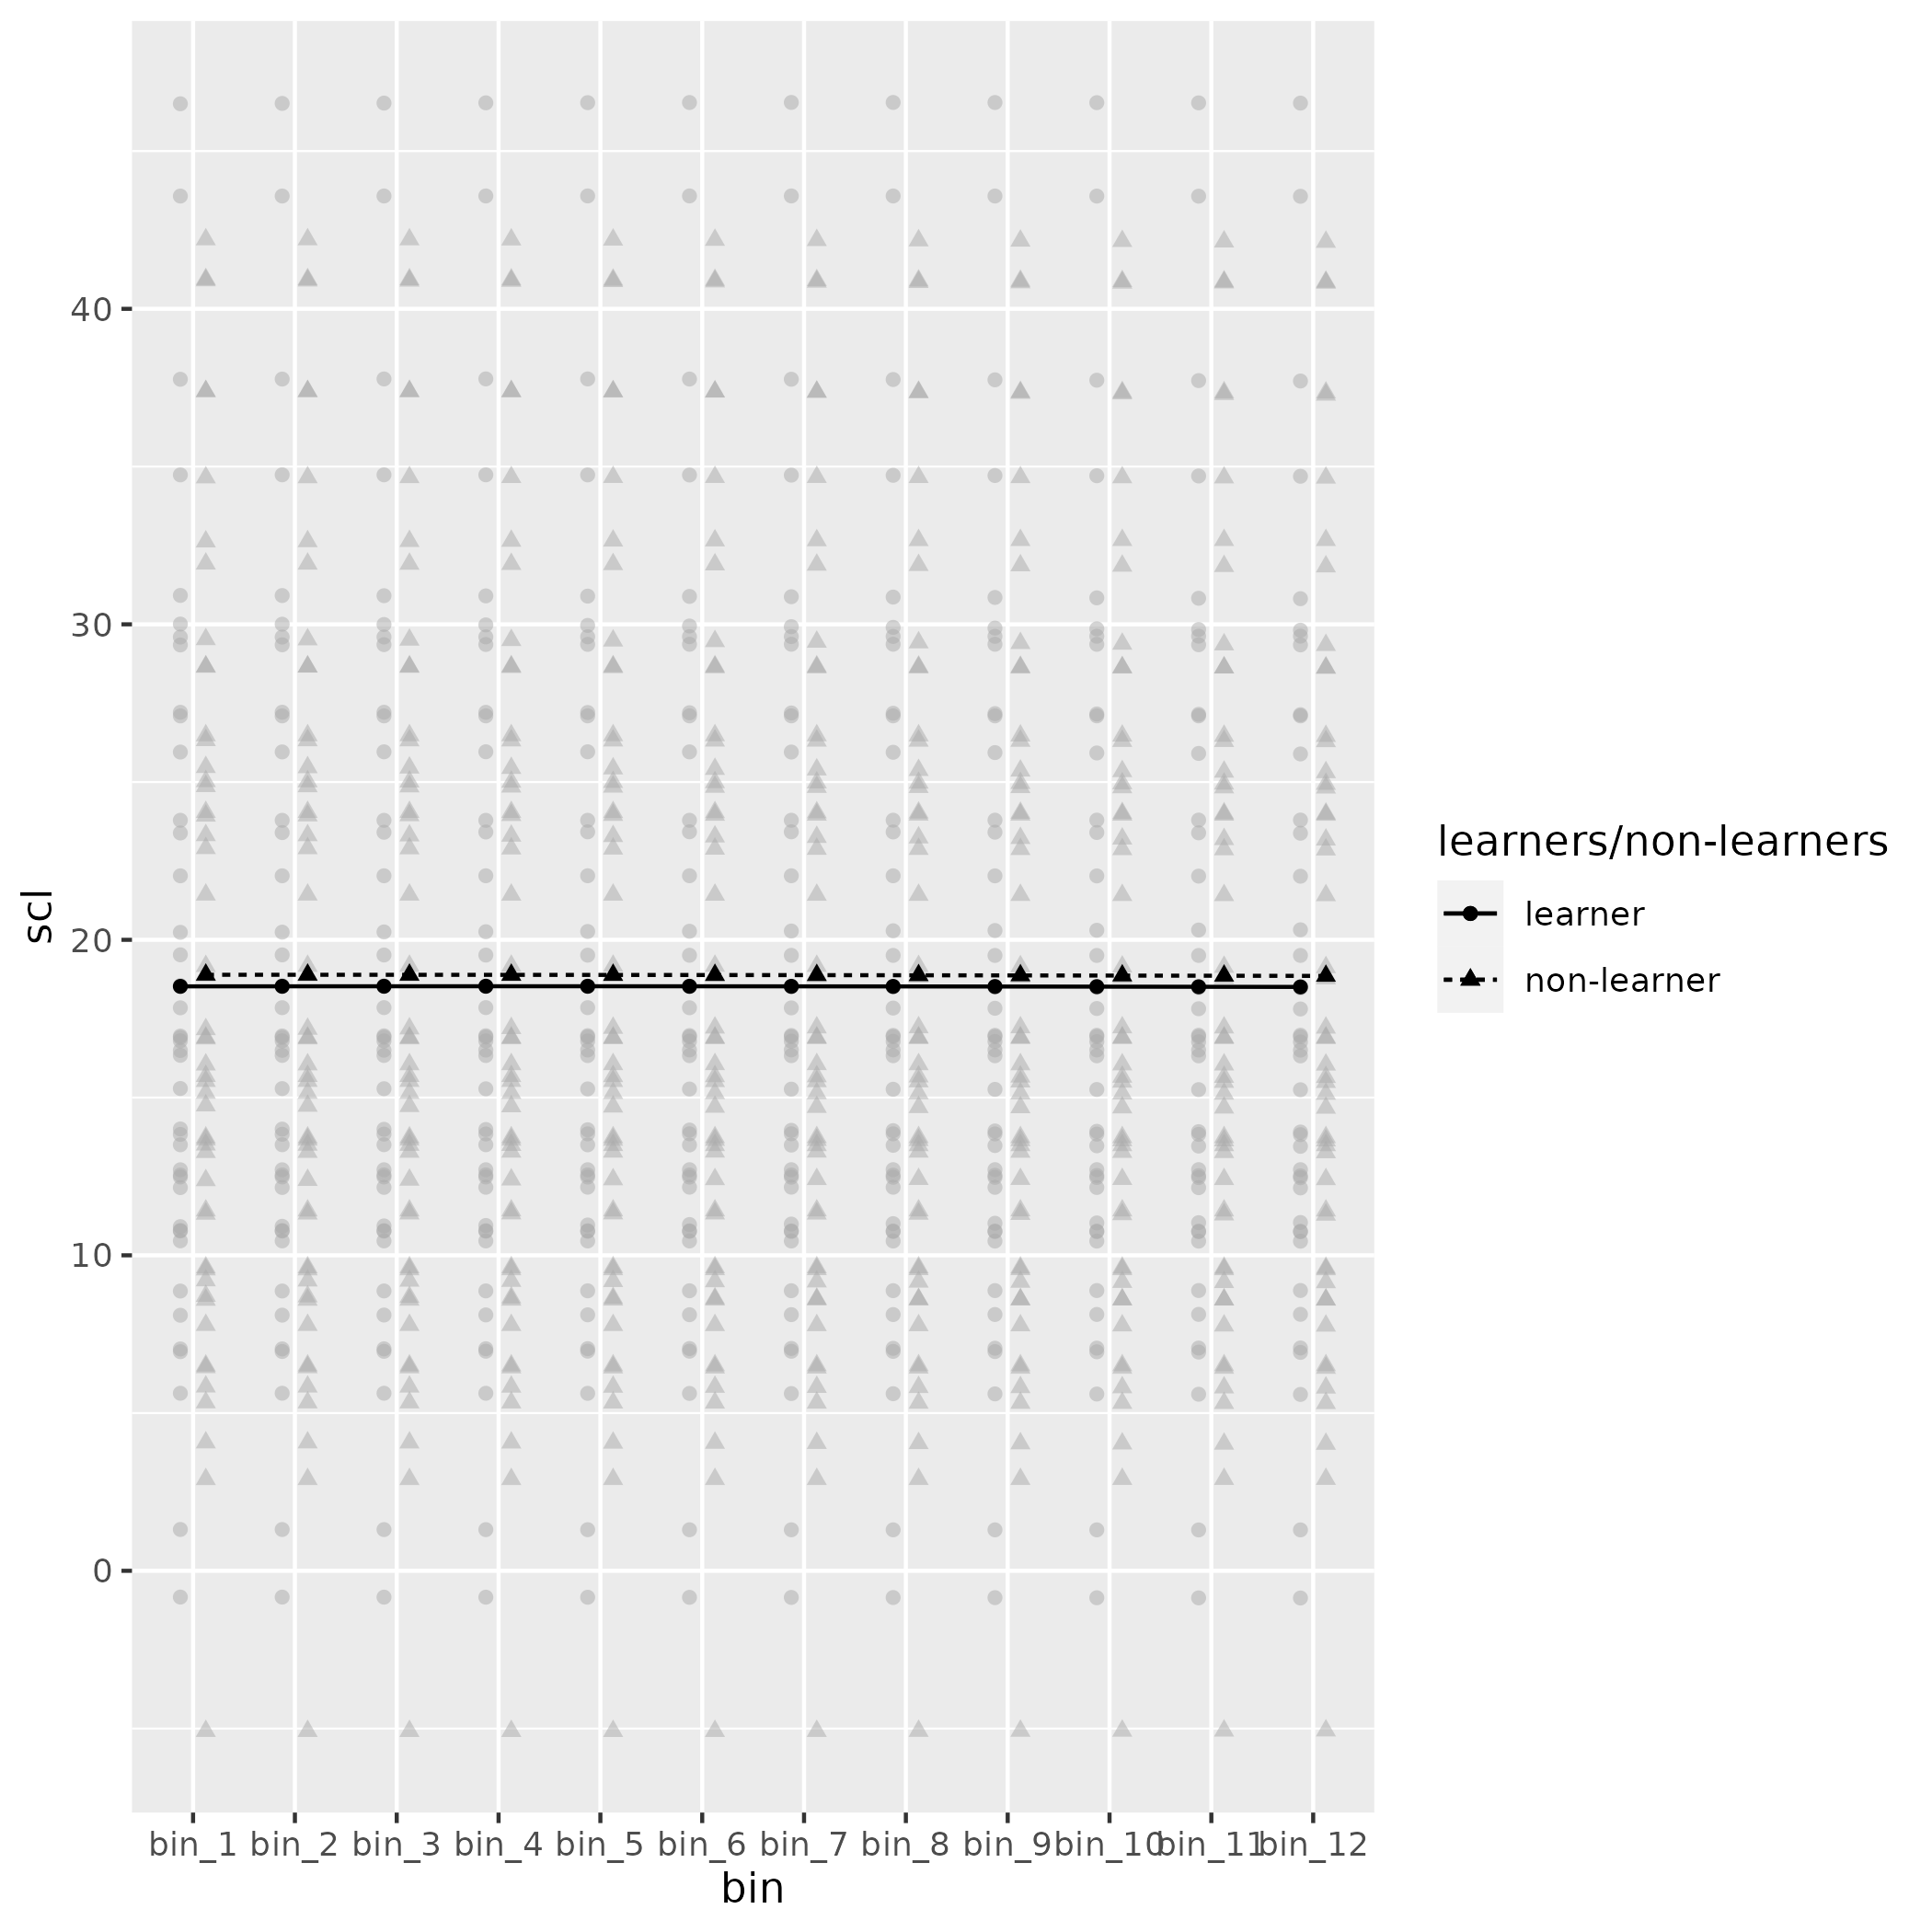 40
30
20
10
0
scl
bin_1 bin_2 bin_3 bin_4 bin_5 bin_6 bin_7 bin_8 bin_9 bin_10 bin_11 bin_12
bin
learners/non-learners
learner
non-learner